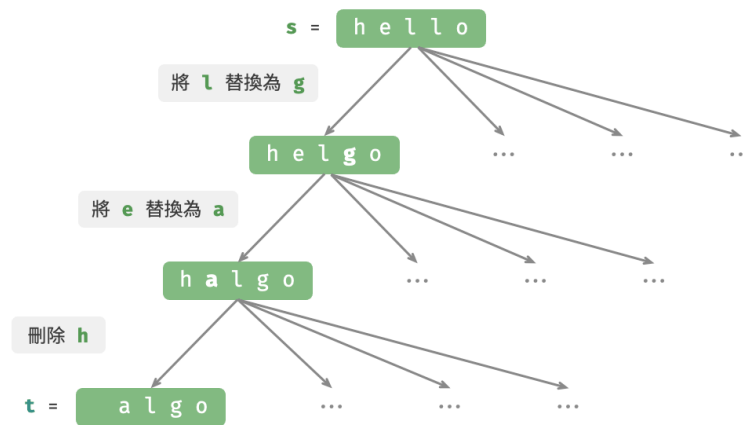 s = hello
將 l 替換為 g
helgo
... ... ..
將 e 替換為 a
halgo
... ... ...
刪除 h
t = algo
... ... ...